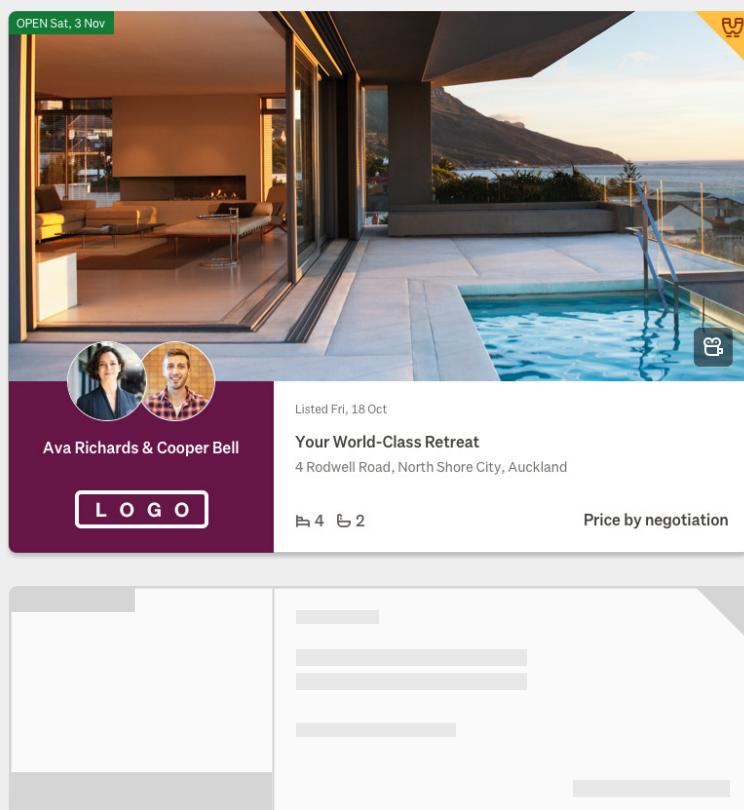 OPEN Sat, 3 Nov
Listed Fri, 18 Oct
Ava Richards & Cooper Bell
Your World-Class Retreat
4 Rodwell Road, North Shore City, Auckland
LOGO
4 2
Price by negotiation